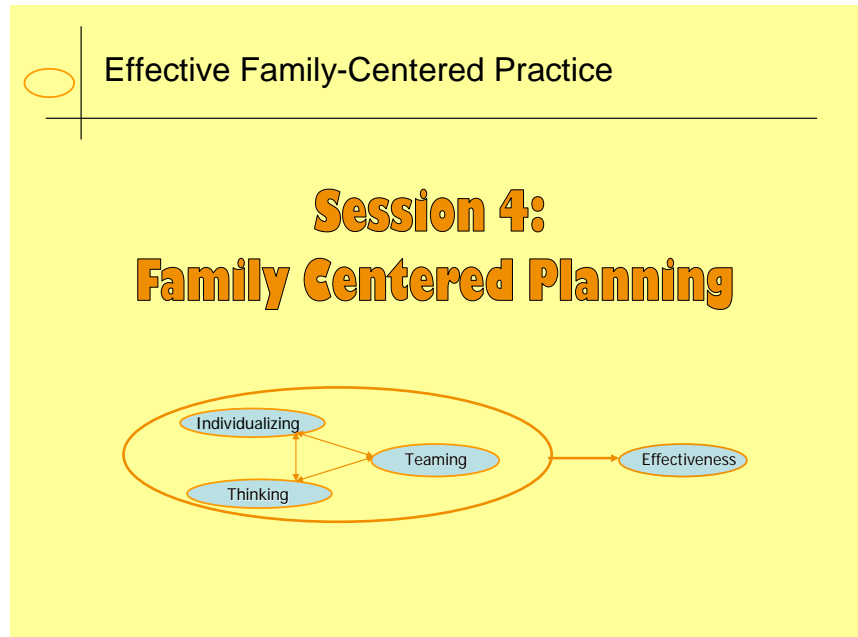 Effective Family-Centered Practice
Session 4:
Family Centered Planning
Individualizing
Teaming
Effectiveness
Thinking